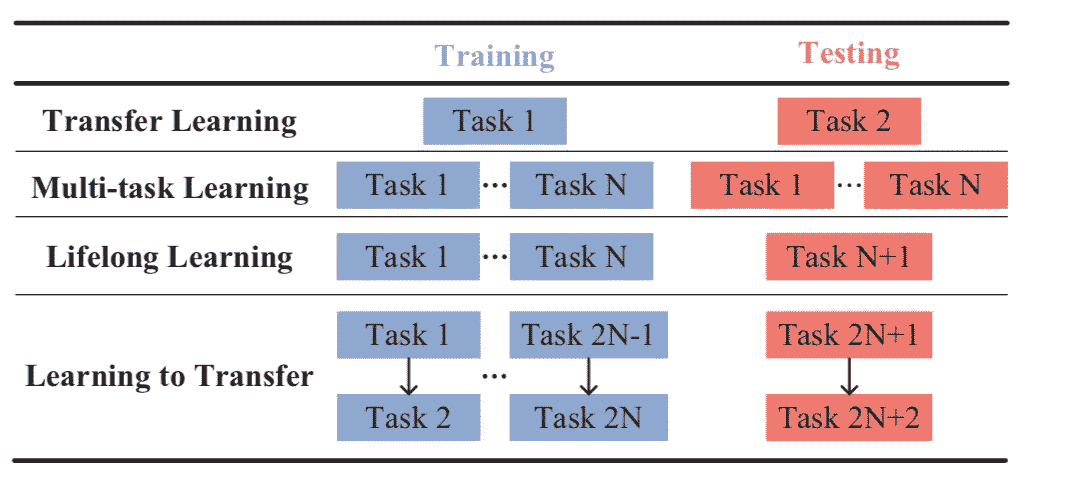 Training Testing
Transfer Learning Task 1 Task 2
Multi-task Learning Task 1 ··· Task N Task 1 ··· Task N
Lifelong Learning Task 1 ··· Task N Task N+1
Task 1 Task 2N-1 Task 2N+1
Learning to Transfer ···
Task 2 Task 2N Task 2N+2